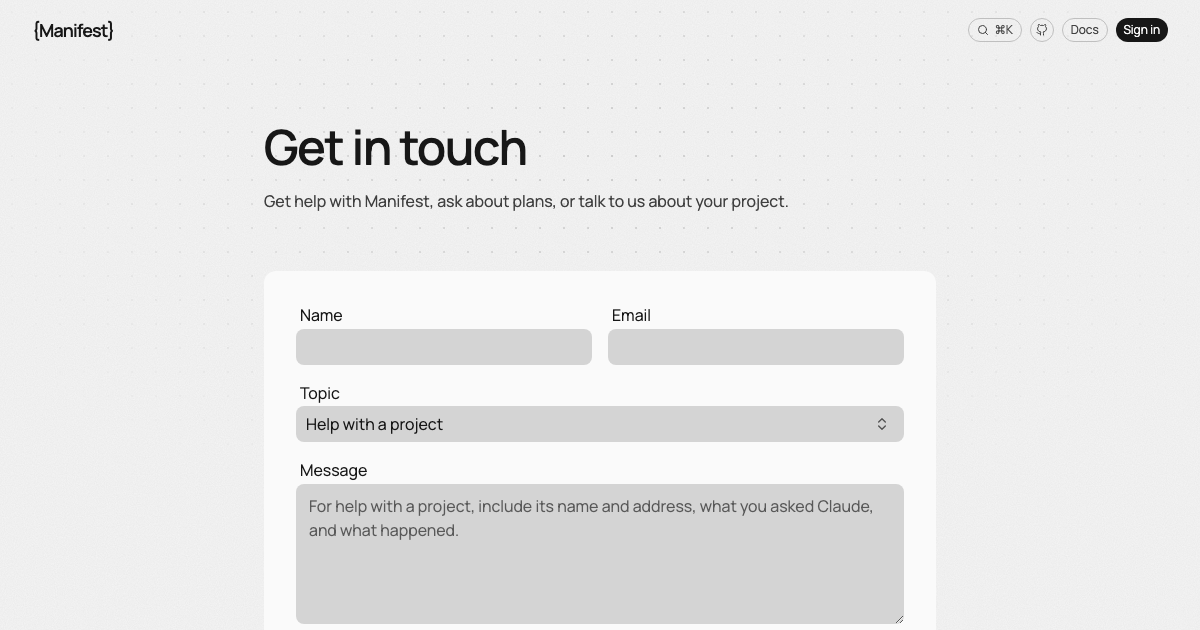 {Manifest}
⌘K
Docs
Sign in
Get in touch
Get help with Manifest, ask about plans, or talk to us about your project.
Name
Email
Topic
Help with a project
Message
For help with a project, include its name and address, what you asked Claude,
and what happened.